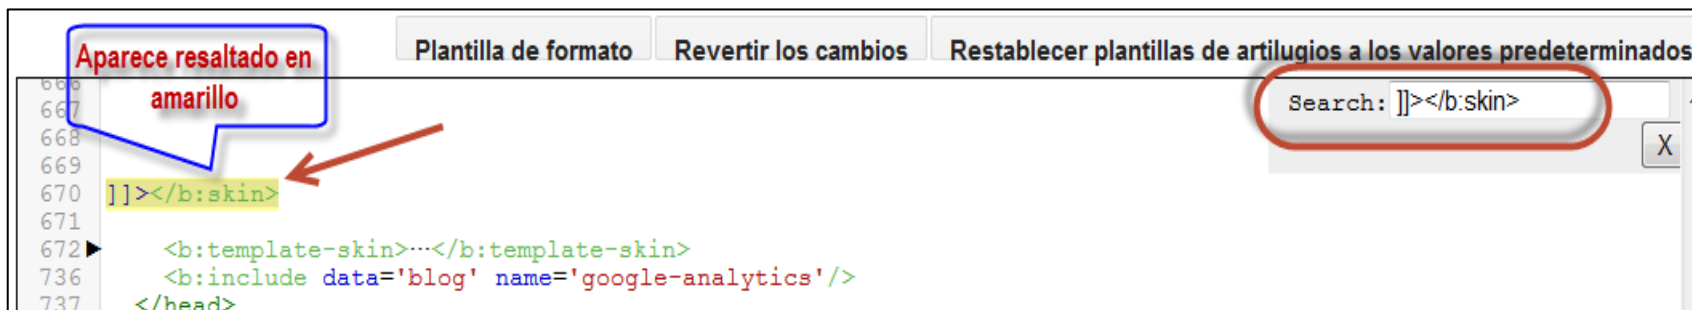 Plantilla de formato Revertir los cambios Restablecer plantillas de artilugios a los valores predeterminados
Aparece resaltado en
amarillo
Search: ]]></b:skin>
X
666
667
668
669
670 ]]></b:skin>
671
672 <b:template-skin>···</b:template-skin>
736 <b:include data='blog' name='google-analytics'/>
737 </head>